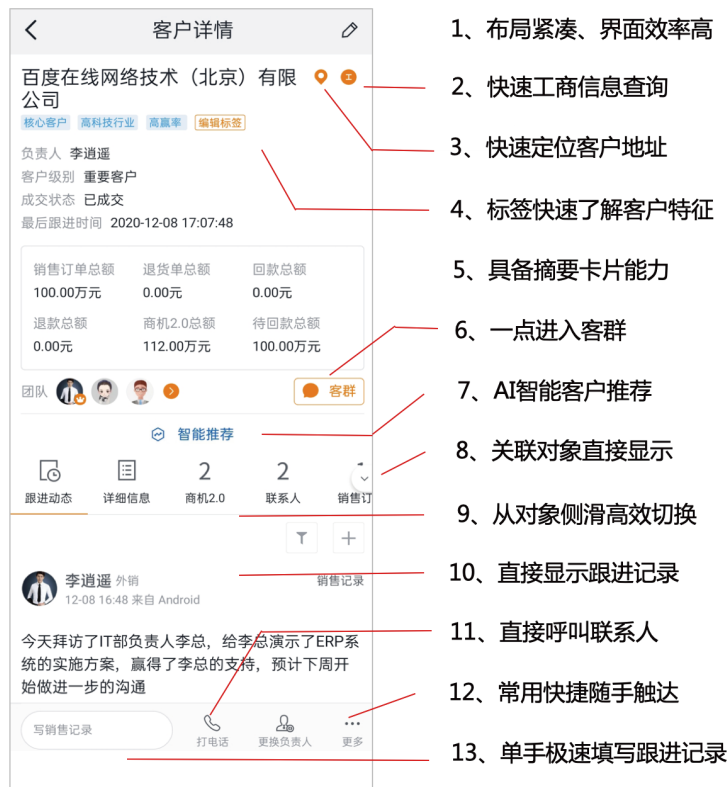 客户详情
百度在线网络技术（北京）有限
公司
核心客户 高科技行业 高赢率 编辑标签
负责人 李逍遥
客户级别 重要客户
成交状态 已成交
最后跟进时间 2020-12-08 17:07:48
销售订单总额 退货单总额 回款总额
100.00万元 0.00元 0.00元
退款总额 商机2.0总额 待回款总额
0.00元 112.00万元 100.00万元
团队 客群
智能推荐
2 2
跟进动态 详细信息 商机2.0 联系人 销售订
李逍遥 外销 销售记录
12-08 16:48 来自 Android
今天拜访了IT部负责人李总，给李总演示了ERP系
统的实施方案，赢得了李总的支持，预计下周开
始做进一步的沟通
写销售记录 打电话 更换负责人 更多
1、布局紧凑、界面效率高
2、快速工商信息查询
3、快速定位客户地址
4、标签快速了解客户特征
5、具备摘要卡片能力
6、一点进入客群
7、AI智能客户推荐
8、关联对象直接显示
9、从对象侧滑高效切换
10、直接显示跟进记录
11、直接呼叫联系人
12、常用快捷随手触达
13、单手极速填写跟进记录